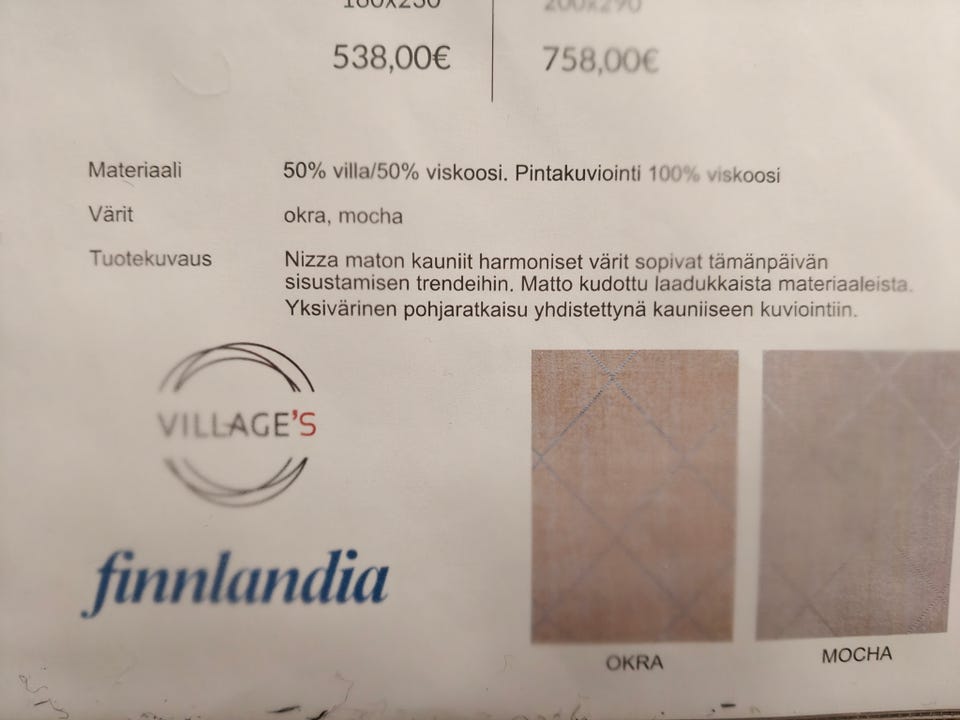 160x230 200x290
538,00€ 758,00€
Materiaali 50% villa/50% viskoosi. Pintakuviointi 100% viskoosi
Värit okra, mocha
Tuotekuvaus Nizza maton kauniit harmoniset värit sopivat tämänpäivän
sisustamisen trendeihin. Matto kudottu laadukkaista materiaaleista.
Yksivärinen pohjaratkaisu yhdistettynä kauniiseen kuviointiin.
VILLAGE'S
finnlandia
OKRA MOCHA